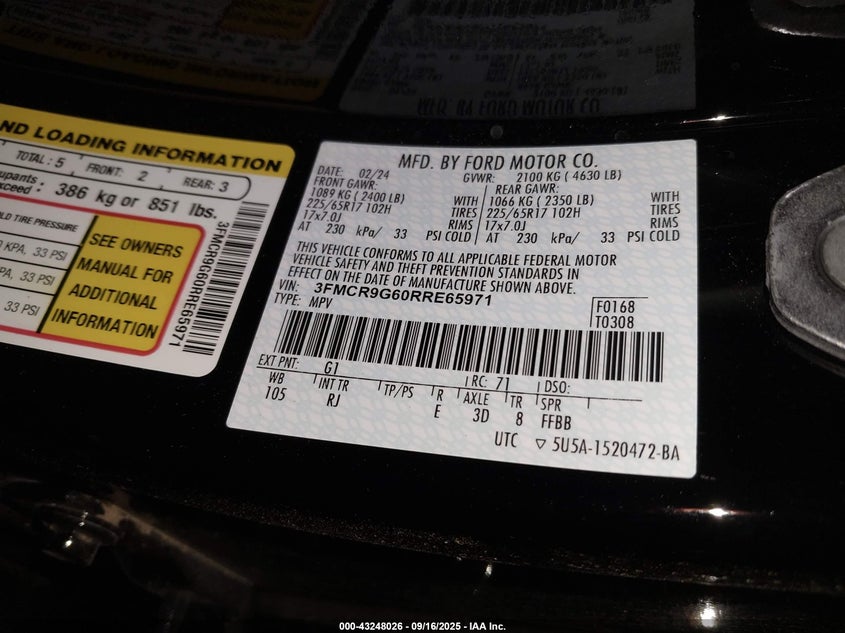 ND LOADING INFORMATION
TOTAL: 5 FRONT: 2 REAR: 3
upants
exceed : 386 kg or 851 lbs.
LD TIRE PRESSURE
KPA, 33 PSI
PA, 33 PSI
33 PSI
SEE OWNERS
MANUAL FOR
ADDITIONAL
INFORMATION
3FMCR9G60RRE65971
MFD. BY FORD MOTOR CO.
DATE: 02/24 GVWR: 2100 KG ( 4630 LB)
FRONT GAWR: REAR GAWR:
1089 KG ( 2400 LB) WITH 1066 KG ( 2350 LB) WITH
225/65R17 102H TIRES 225/65R17 102H TIRES
17x7.0J RIMS 17x7.0J RIMS
AT 230 kPa/ 33 PSI COLD AT 230 kPa/ 33 PSI COLD
THIS VEHICLE CONFORMS TO ALL APPLICABLE FEDERAL MOTOR
VEHICLE SAFETY AND THEFT PREVENTION STANDARDS IN
EFFECT ON THE DATE OF MANUFACTURE SHOWN ABOVE.
VIN: 3FMCR9G60RRE65971
TYPE: MPV
F0168
T0308
EXT PNT: G1 RC: 71 DSO:
WB INT TR TP/PS R AXLE TR SPR
105 RJ E 3D 8 FFBB
UTC ▽ 5U5A-1520472-BA
000-43248026 - 09/16/2025 - IAA Inc.